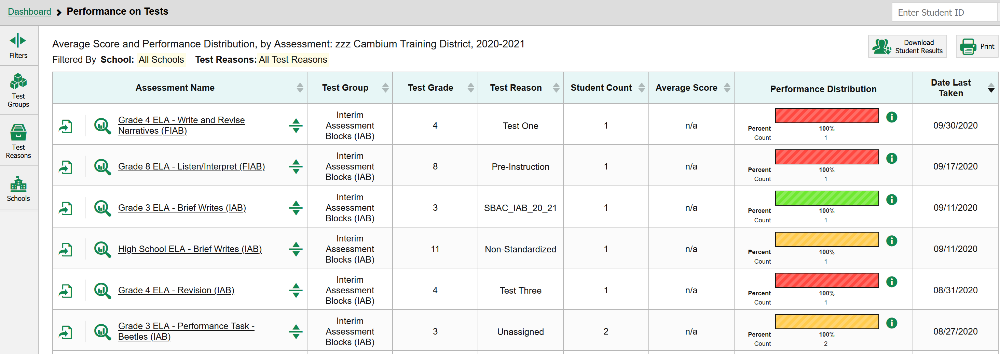 Dashboard > Performance on Tests
Enter Student ID
Filters
Test
Groups
Test
Reasons
Schools
Average Score and Performance Distribution, by Assessment: zzz Cambium Training District, 2020-2021
Filtered By School: All Schools Test Reasons: All Test Reasons
Download
Student Results
Print
Assessment Name
Test Group
Test Grade
Test Reason
Student Count
Average Score
Performance Distribution
Date Last
Taken
Grade 4 ELA - Write and Revise
Narratives (FIAB)
Interim
Assessment
Blocks (IAB)
4
Test One
1
n/a
Percent 100%
Count 1
09/30/2020
Grade 8 ELA - Listen/Interpret (FIAB)
Interim
Assessment
Blocks (IAB)
8
Pre-Instruction
1
n/a
Percent 100%
Count 1
09/17/2020
Grade 3 ELA - Brief Writes (IAB)
Interim
Assessment
Blocks (IAB)
3
SBAC_IAB_20_21
1
n/a
Percent 100%
Count 1
09/11/2020
High School ELA - Brief Writes (IAB)
Interim
Assessment
Blocks (IAB)
11
Non-Standardized
1
n/a
Percent 100%
Count 1
09/11/2020
Grade 4 ELA - Revision (IAB)
Interim
Assessment
Blocks (IAB)
4
Test Three
1
n/a
Percent 100%
Count 1
08/31/2020
Grade 3 ELA - Performance Task -
Beetles (IAB)
Interim
Assessment
Blocks (IAB)
3
Unassigned
2
n/a
Percent 100%
Count 2
08/27/2020